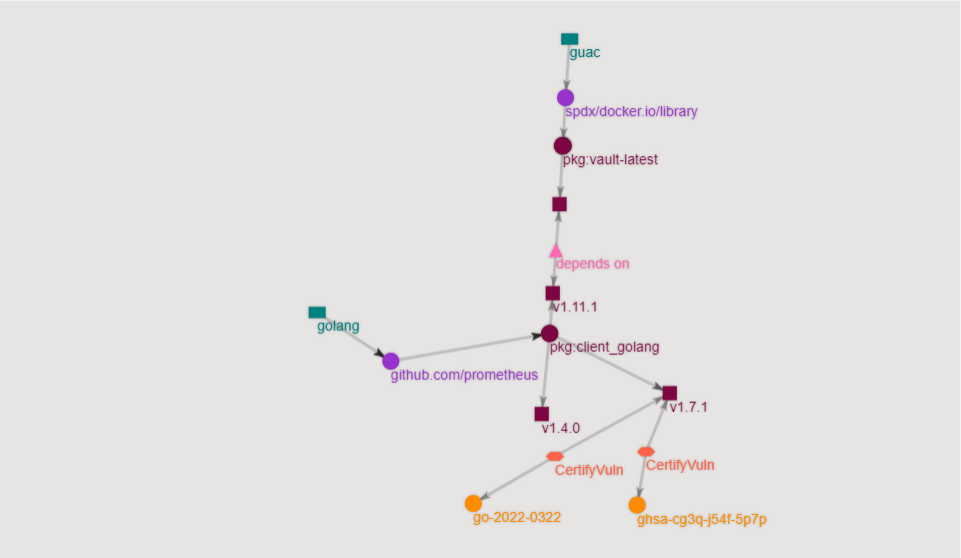 guac
spdx/docker.io/library
pkg:vault-latest
depends on
v1.11.1
golang
pkg:client_golang
github.com/prometheus
v1.7.1
v1.4.0
CertifyVuln
CertifyVuln
go-2022-0322
ghsa-cg3q-j54f-5p7p